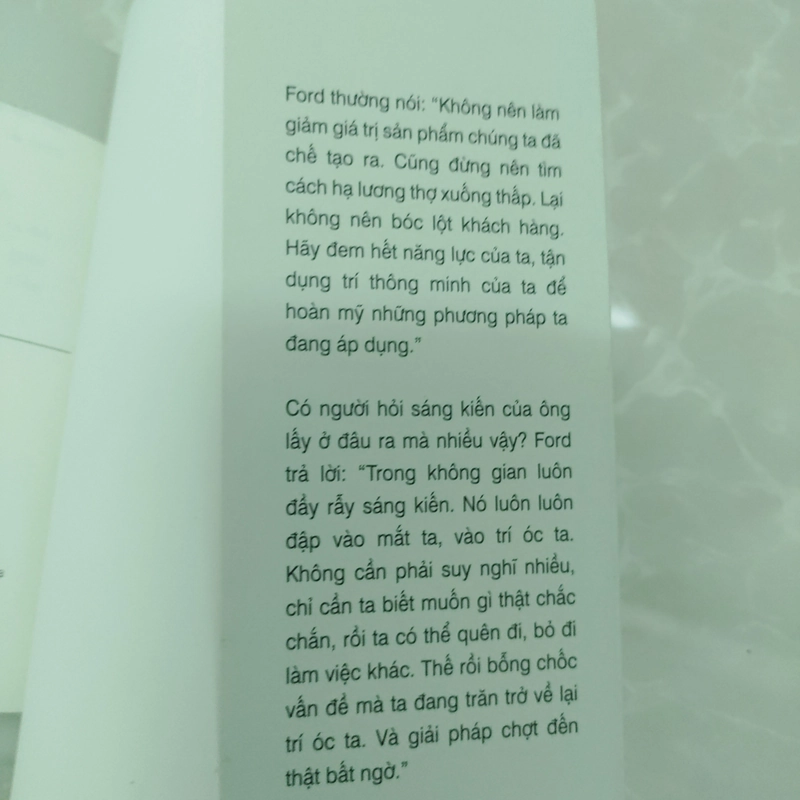 Ford thường nói: “Không nên làm
giảm giá trị sản phẩm chúng ta đã
chế tạo ra. Cũng đừng nên tìm
cách hạ lương thợ xuống thấp. Lại
không nên bóc lột khách hàng.
Hãy đem hết năng lực của ta, tận
dụng trí thông minh của ta để
hoàn mỹ những phương pháp ta
đang áp dụng.”
Có người hỏi sáng kiến của ông
lấy ở đâu ra mà nhiều vậy? Ford
trả lời: “Trong không gian luôn
đầy rẫy sáng kiến. Nó luôn luôn
đập vào mắt ta, vào trí óc ta.
Không cần phải suy nghĩ nhiều,
chỉ cần ta biết muốn gì thật chắc
chắn, rồi ta có thể quên đi, bỏ đi
làm việc khác. Thế rồi bỗng chốc
vấn đề mà ta đang trăn trở về lại
trí óc ta. Và giải pháp chợt đến
thật bất ngờ.”